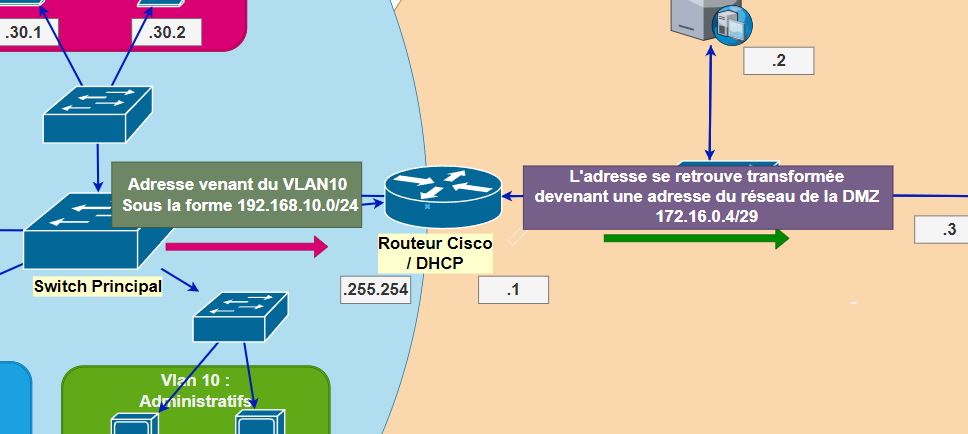 .30.1
.30.2
.2
Adresse venant du VLAN10
Sous la forme 192.168.10.0/24
L'adresse se retrouve transformée
devenant une adresse du réseau de la DMZ
172.16.0.4/29
.3
Routeur Cisco
/ DHCP
Switch Principal
.255.254
.1
Vlan 10 :
Administratifs